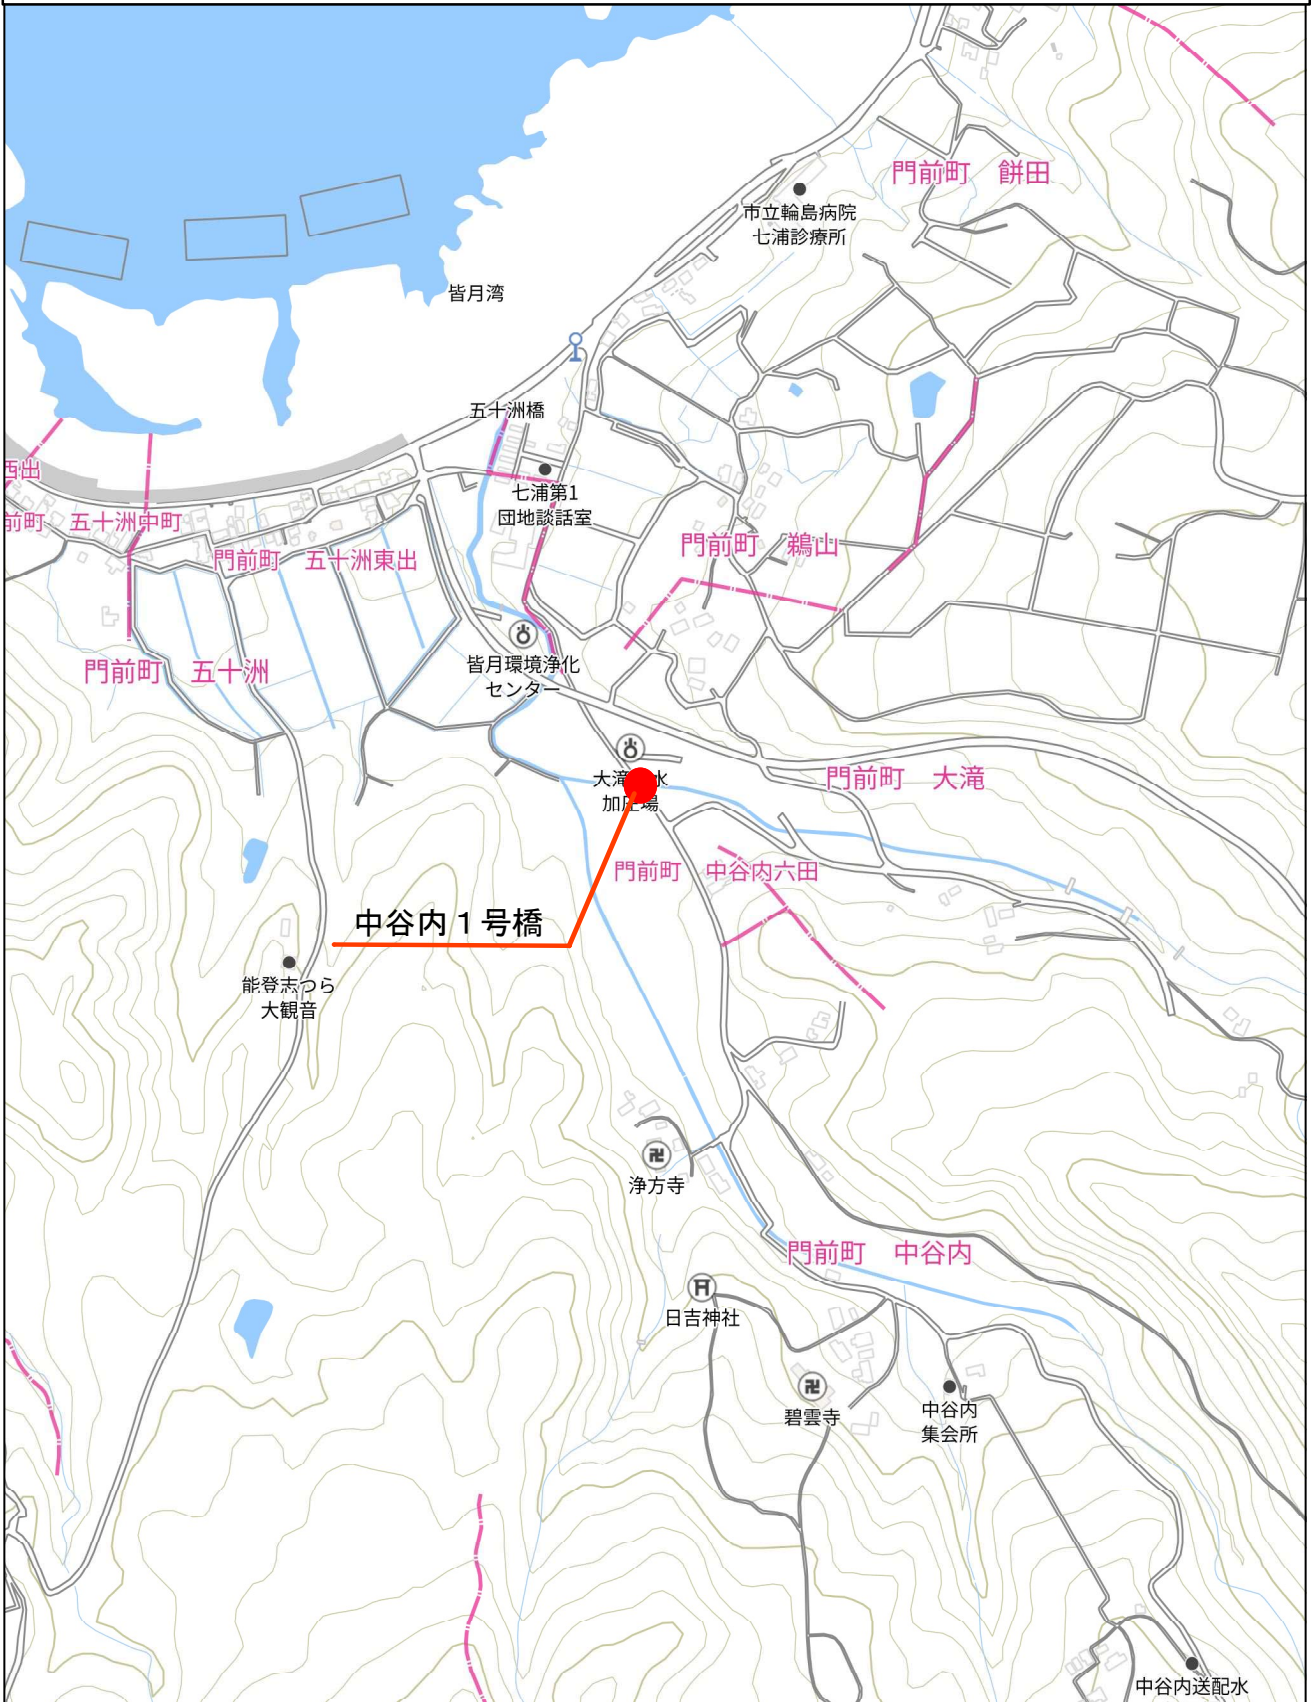 門前町　餅田
市立輪島病院
七浦診療所
皆月湾
五十洲橋
西出
七浦第1
団地談話室
前町
五十洲中町
門前町　鵜山
門前町　五十洲東出
皆月環境浄化
センター
門前町　五十洲
大滝
水
加圧場
門前町　大滝
門前町　中谷内六田
中谷内１号橋
能登志つら
大観音
浄方寺
門前町　中谷内
日吉神社
碧雲寺
中谷内
集会所
中谷内送配水